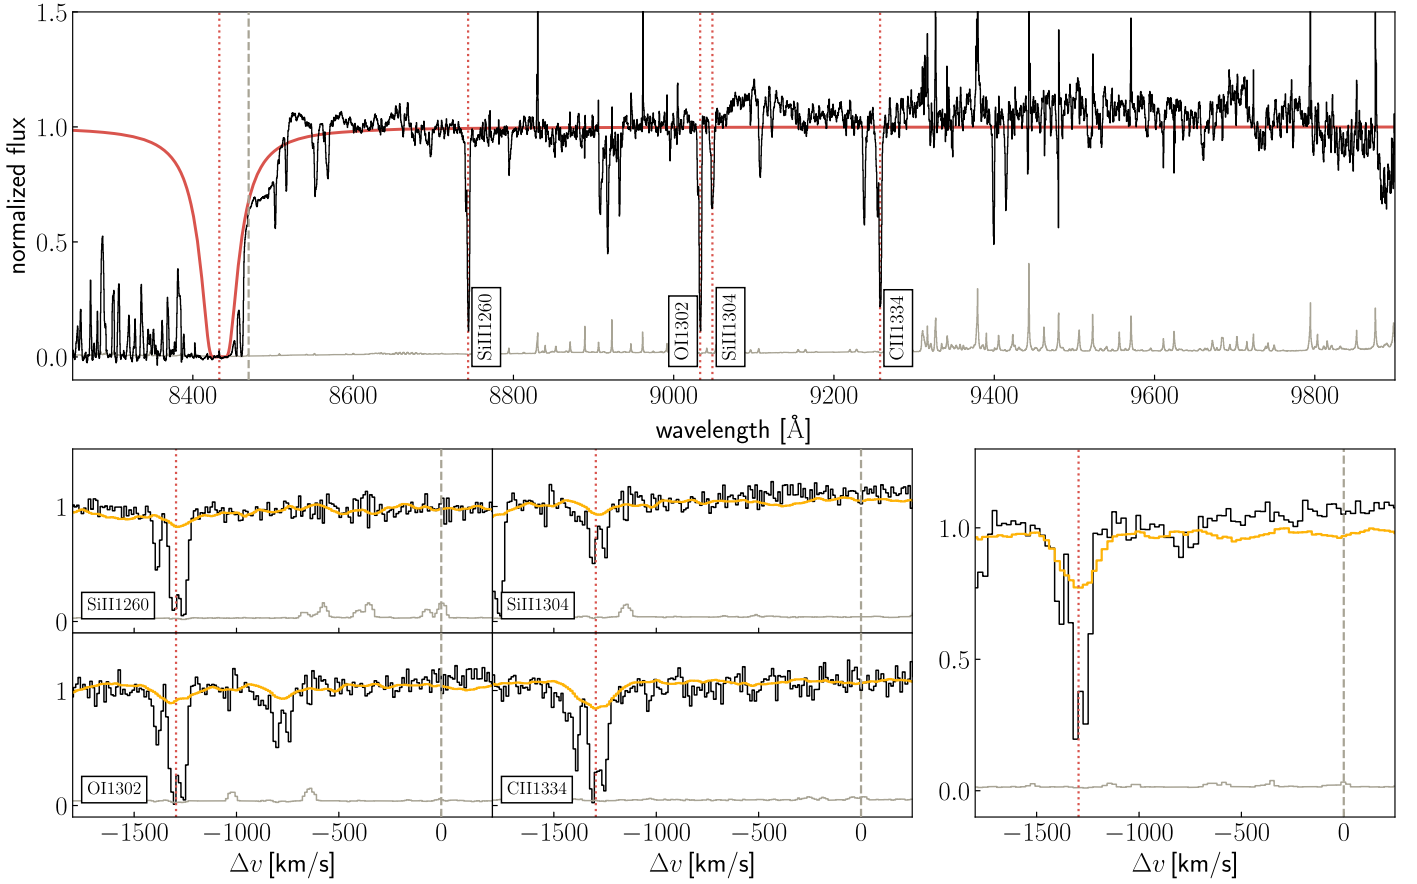 1.5
1.0
0.5
0.0
normalized flux
SiII1260
OI1302
SiII1304
CII1334
8400 8600 8800 9000 9200 9400 9600 9800
wavelength [Å]
1
0
SiII1260
SiII1304
1
0
OI1302
CII1334
−1500 −1000 −500 0
−1500 −1000 −500 0
Δv [km/s]
Δv [km/s]
1.0
0.5
0.0
−1500 −1000 −500 0
Δv [km/s]